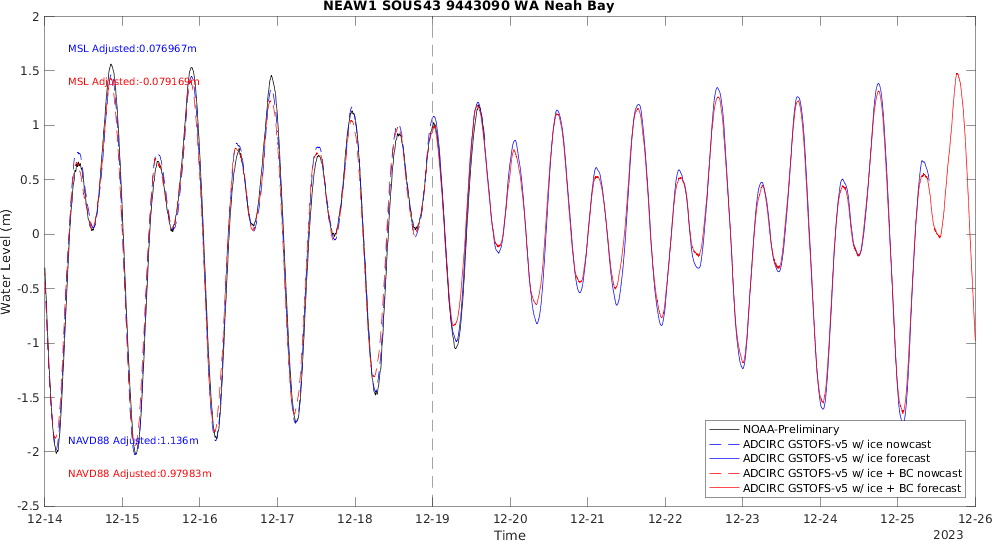 NEAW1 SOUS43 9443090 WA Neah Bay
MSL Adjusted:0.076967m
MSL Adjusted:-0.079169m
NAVD88 Adjusted:1.136m
NAVD88 Adjusted:0.97983m
Water Level (m)
2
1.5
1
0.5
0
-0.5
-1
-1.5
-2
-2.5
NOAA-Preliminary
ADCIRC GSTOFS-v5 w/ ice nowcast
ADCIRC GSTOFS-v5 w/ ice forecast
ADCIRC GSTOFS-v5 w/ ice + BC nowcast
ADCIRC GSTOFS-v5 w/ ice + BC forecast
12-14 12-15 12-16 12-17 12-18 12-19 12-20 12-21 12-22 12-23 12-24 12-25 12-26
Time
2023